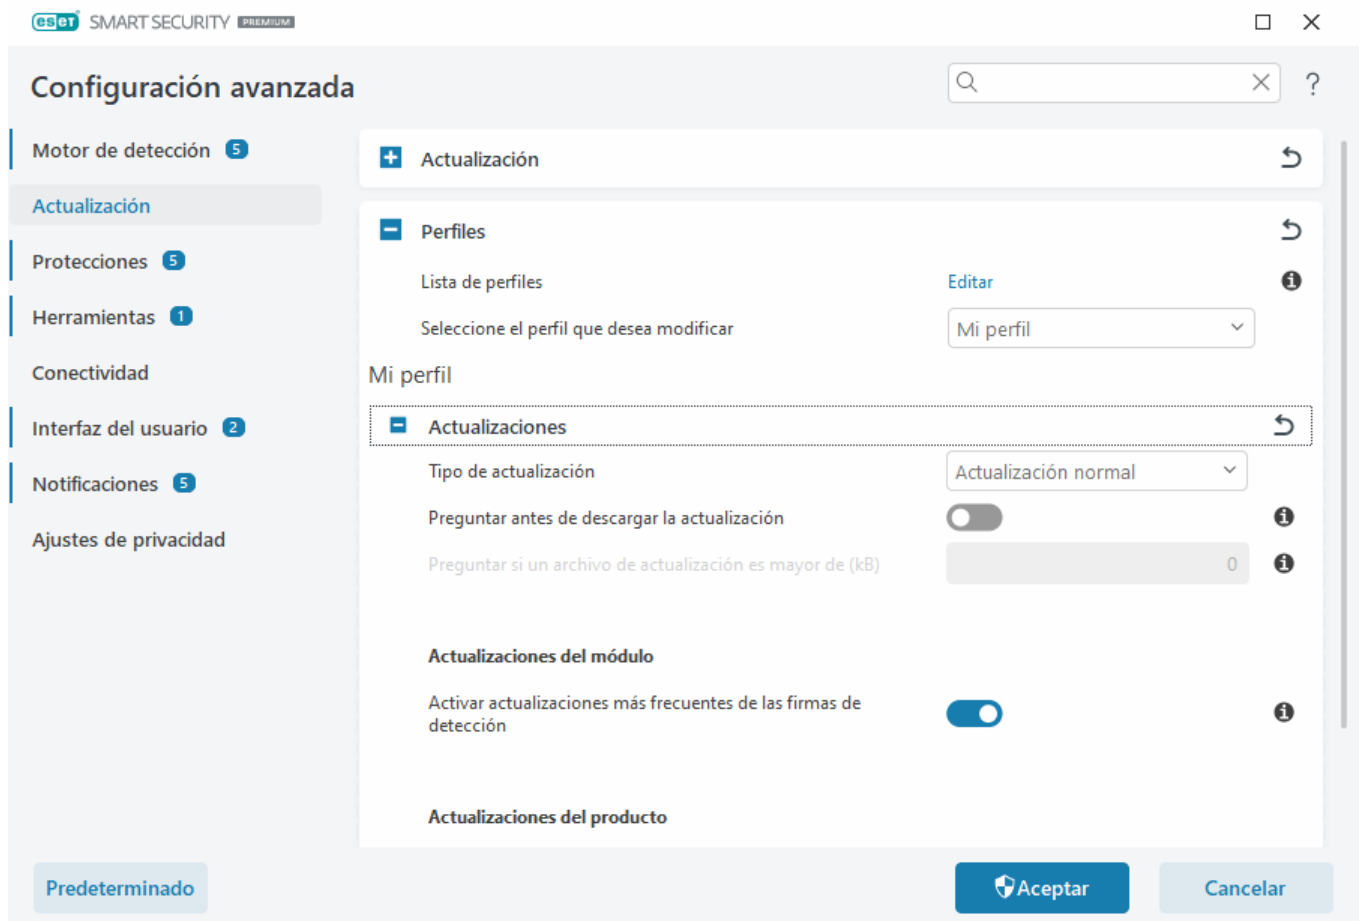 eset SMART SECURITY PREMIUM
Configuración avanzada
?
Motor de detección 5
Actualización
Protecciones 5
Herramientas 1
Conectividad
Interfaz del usuario 2
Notificaciones 5
Ajustes de privacidad
Actualización
Perfiles
Lista de perfiles Editar
Seleccione el perfil que desea modificar Mi perfil
Mi perfil
Actualizaciones
Tipo de actualización Actualización normal
Preguntar antes de descargar la actualización
Preguntar si un archivo de actualización es mayor de (kB) 0
Actualizaciones del módulo
Activar actualizaciones más frecuentes de las firmas de
detección
Actualizaciones del producto
Predeterminado Aceptar Cancelar